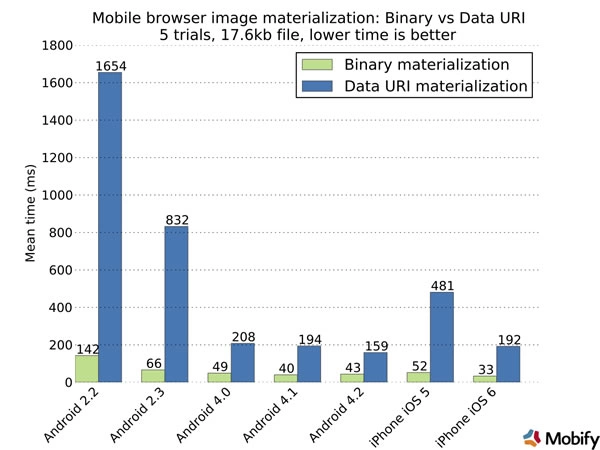 Mobile browser image materialization: Binary vs Data URI
5 trials, 17.6kb file, lower time is better
Binary materialization
Data URI materialization
Mean time (ms)
1800
1600
1400
1200
1000
800
600
400
200
0
142
1654
66
832
49
208
40
194
43
159
52
481
33
192
Android 2.2
Android 2.3
Android 4.0
Android 4.1
Android 4.2
iPhone iOS 5
iPhone iOS 6
Mobify